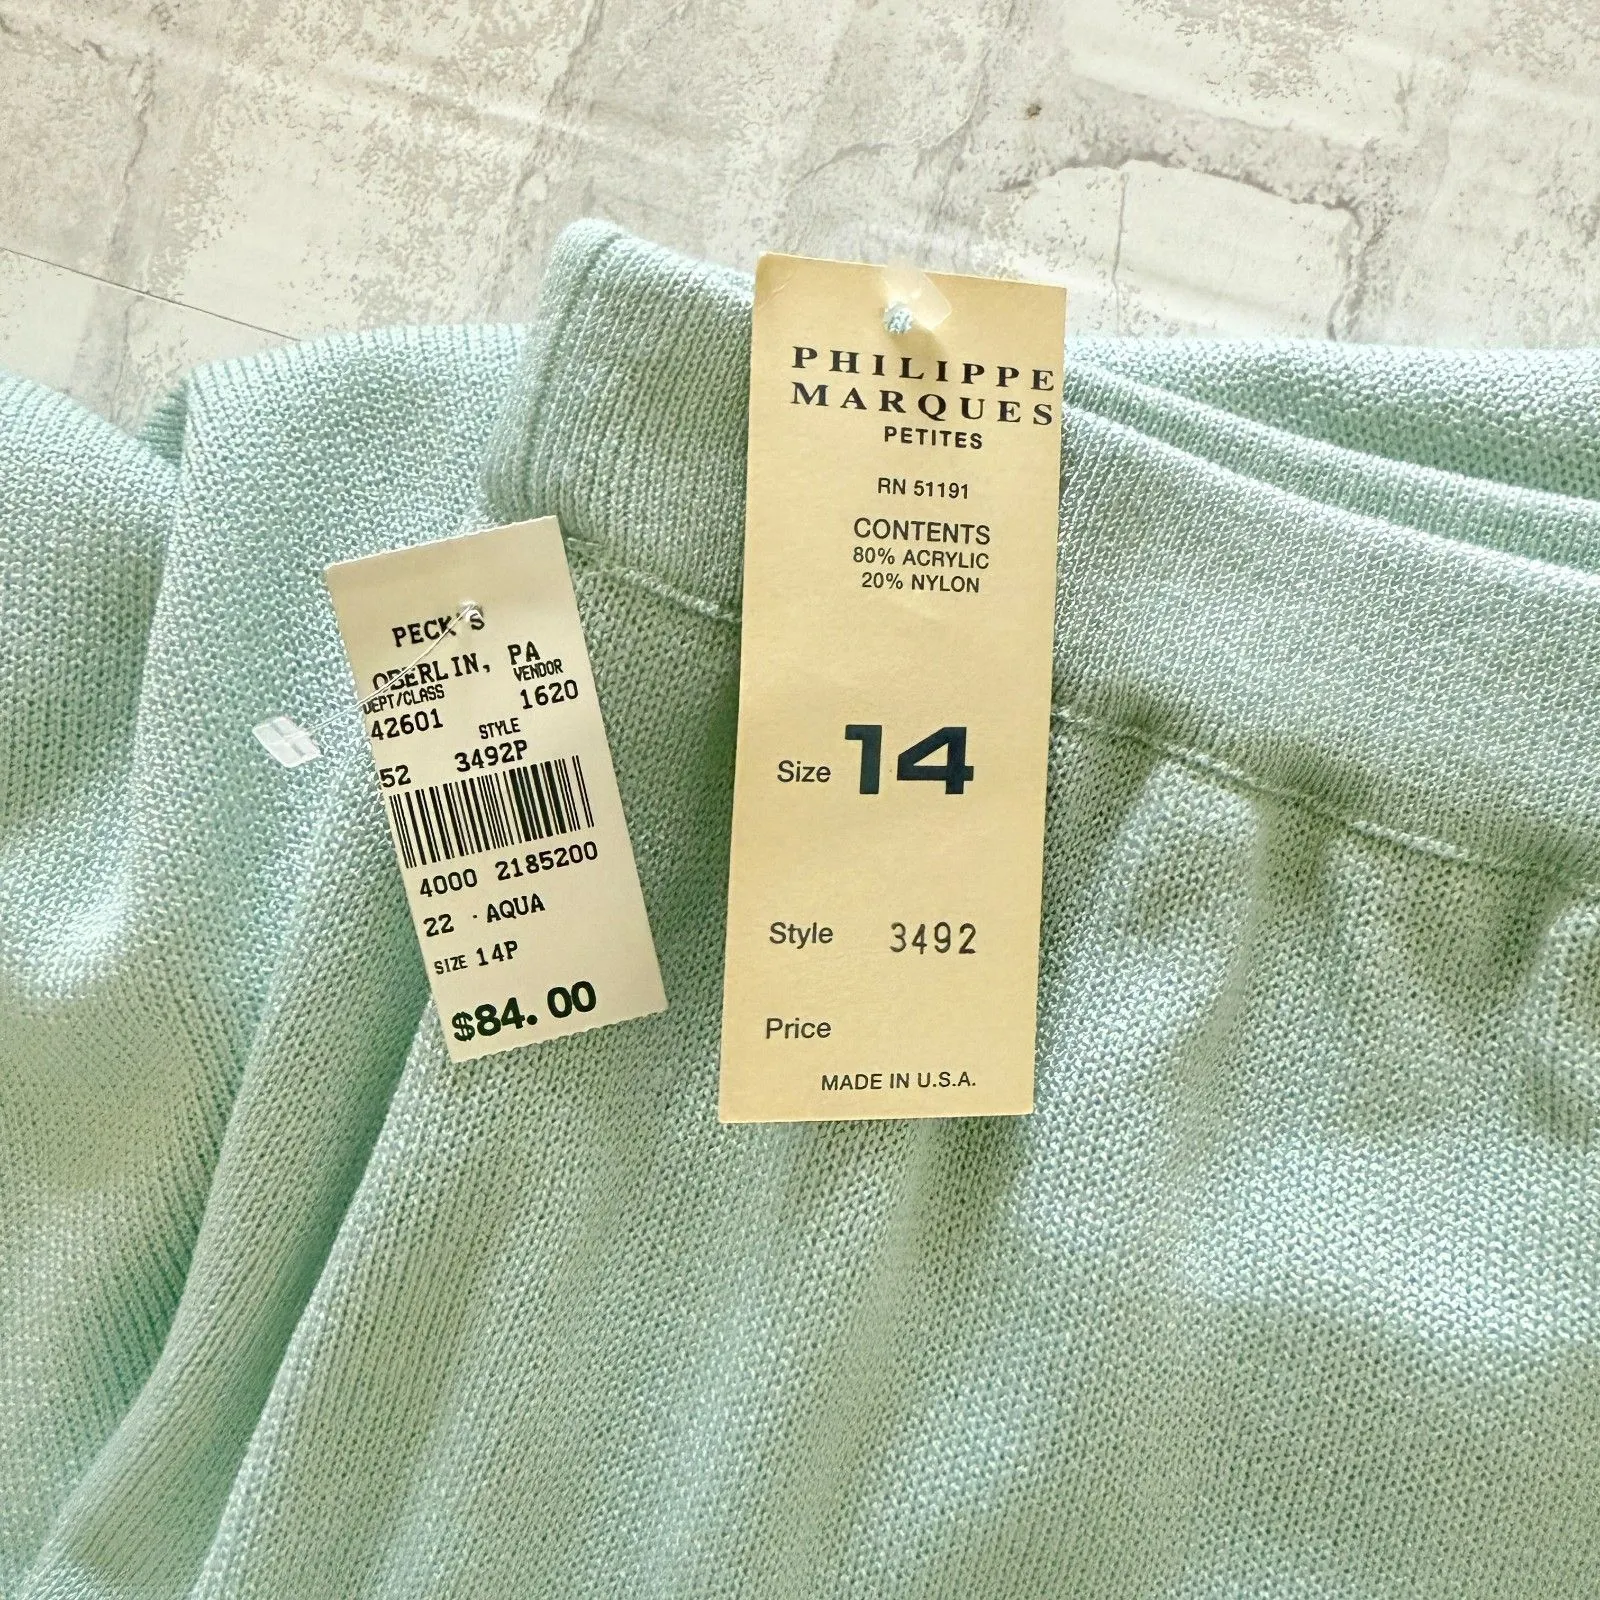 PECK'S
OBERLIN, PA
DEPT/CLASS VENDOR
42601 1620
STYLE
52 3492P
4000 2185200
22 · AQUA
SIZE 14P
$84.00
PHILIPPE
MARQUES
PETITES
RN 51191
CONTENTS
80% ACRYLIC
20% NYLON
Size 14
Style 3492
Price
MADE IN U.S.A.